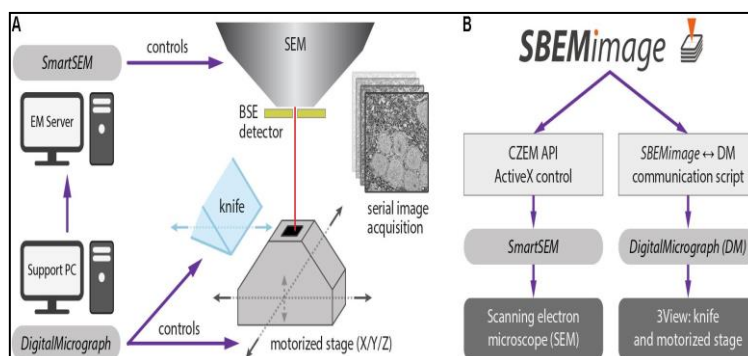 A
SmartSEM
controls
SEM
EM Server
BSE
detector
knife
serial image
acquisition
Support PC
DigitalMicrograph
controls
motorized stage (X/Y/Z)
B
SBEMimage
CZEM API
ActiveX control
SBEMimage ↔ DM
communication script
SmartSEM
DigitalMicrograph (DM)
Scanning electron
microscope (SEM)
3View: knife
and motorized stage